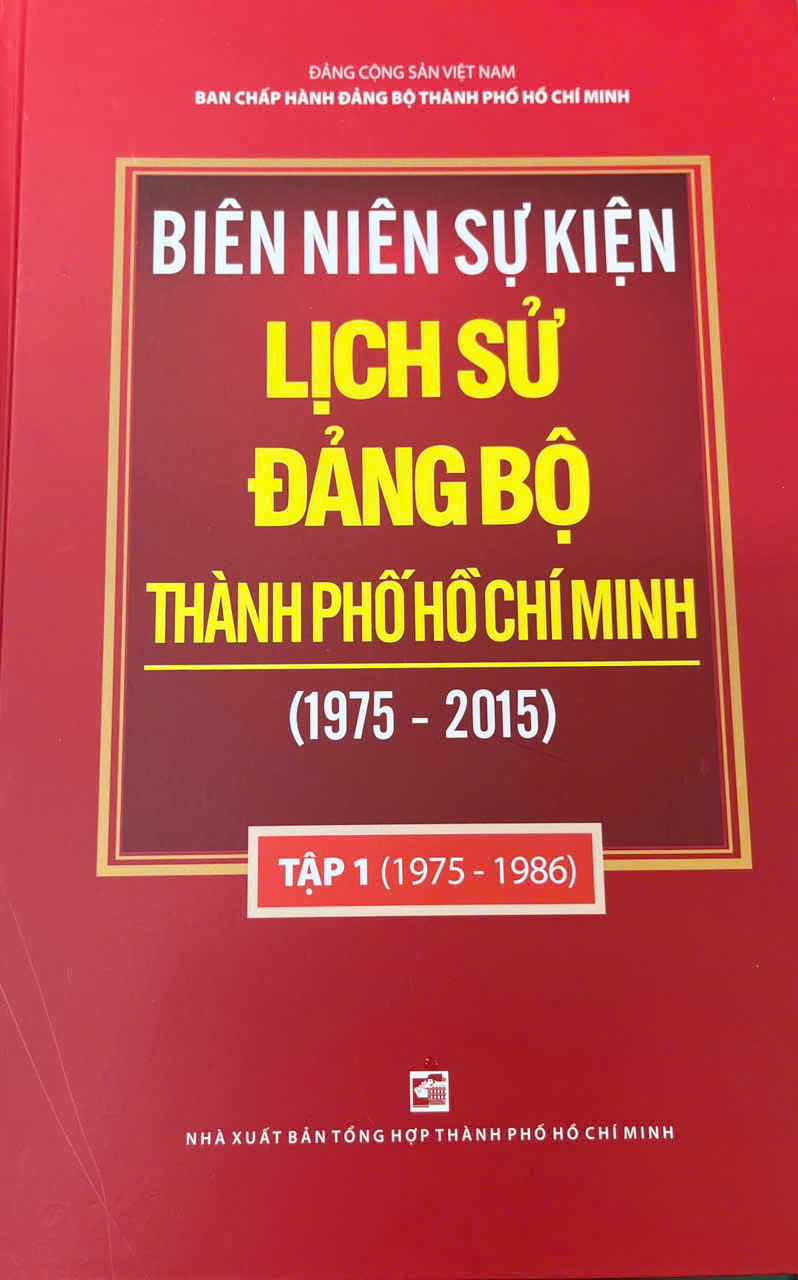 ĐẢNG CỘNG SẢN VIỆT NAM
BAN CHẤP HÀNH ĐẢNG BỘ THÀNH PHỐ HỒ CHÍ MINH
BIÊN NIÊN SỰ KIỆN
LỊCH SỬ
ĐẢNG BỘ
THÀNH PHỐ HỒ CHÍ MINH
(1975 - 2015)
TẬP 1 (1975 - 1986)
NHÀ XUẤT BẢN TỔNG HỢP THÀNH PHỐ HỒ CHÍ MINH